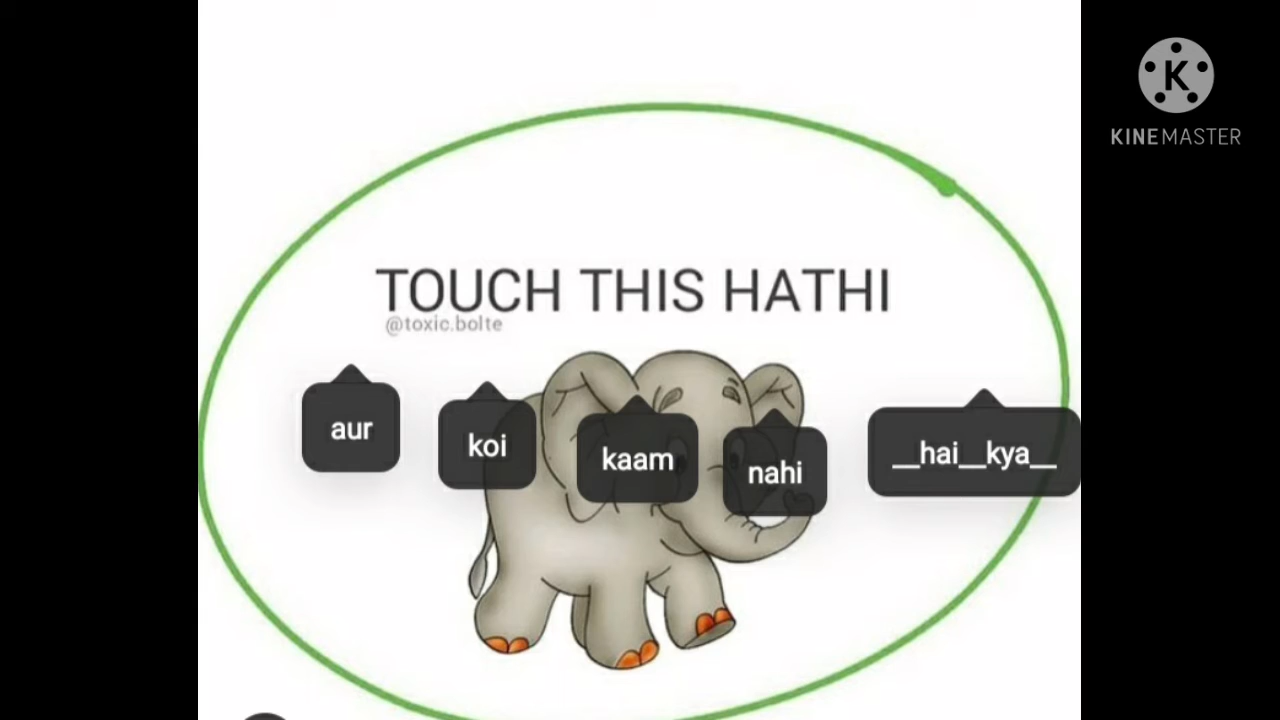 KINEMASTER
TOUCH THIS HATHI
@toxic.bolte
aur
koi
kaam
nahi
__hai__kya__